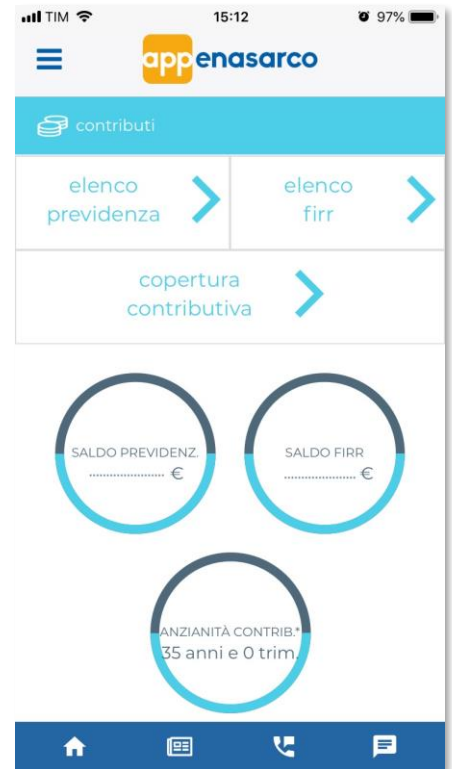 TIM 15:12 97%
appenasarco
contributi
elenco
previdenza
elenco
firr
copertura
contributiva
SALDO PREVIDENZ.
..................... €
SALDO FIRR
.................... €
ANZIANITÀ CONTRIB.*
35 anni e 0 trim.